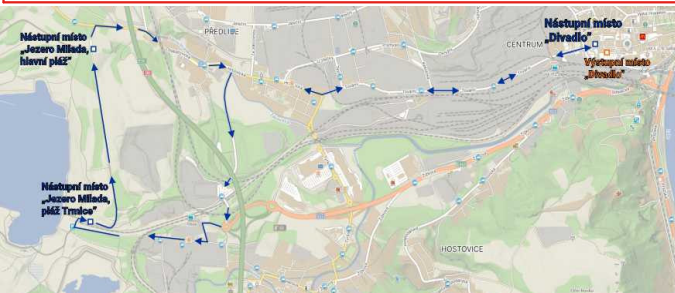 Nástupní místo
„Jezero Milada,
hlavní pláž"
PŘEDLICE
CENTRUM
Nástupní místo
„Divadlo"
Výstupní místo
„Divadlo"
Nástupní místo
„Jezero Milada,
pláž Trmice"
HOSTOVICE